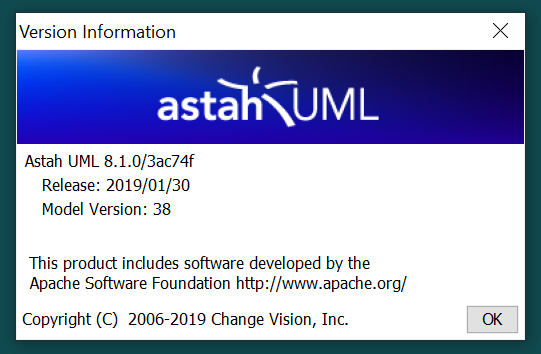 Version Information
astah UML
Astah UML 8.1.0/3ac74f
Release: 2019/01/30
Model Version: 38
This product includes software developed by the
Apache Software Foundation http://www.apache.org/
Copyright (C)  2006-2019 Change Vision, Inc.
OK